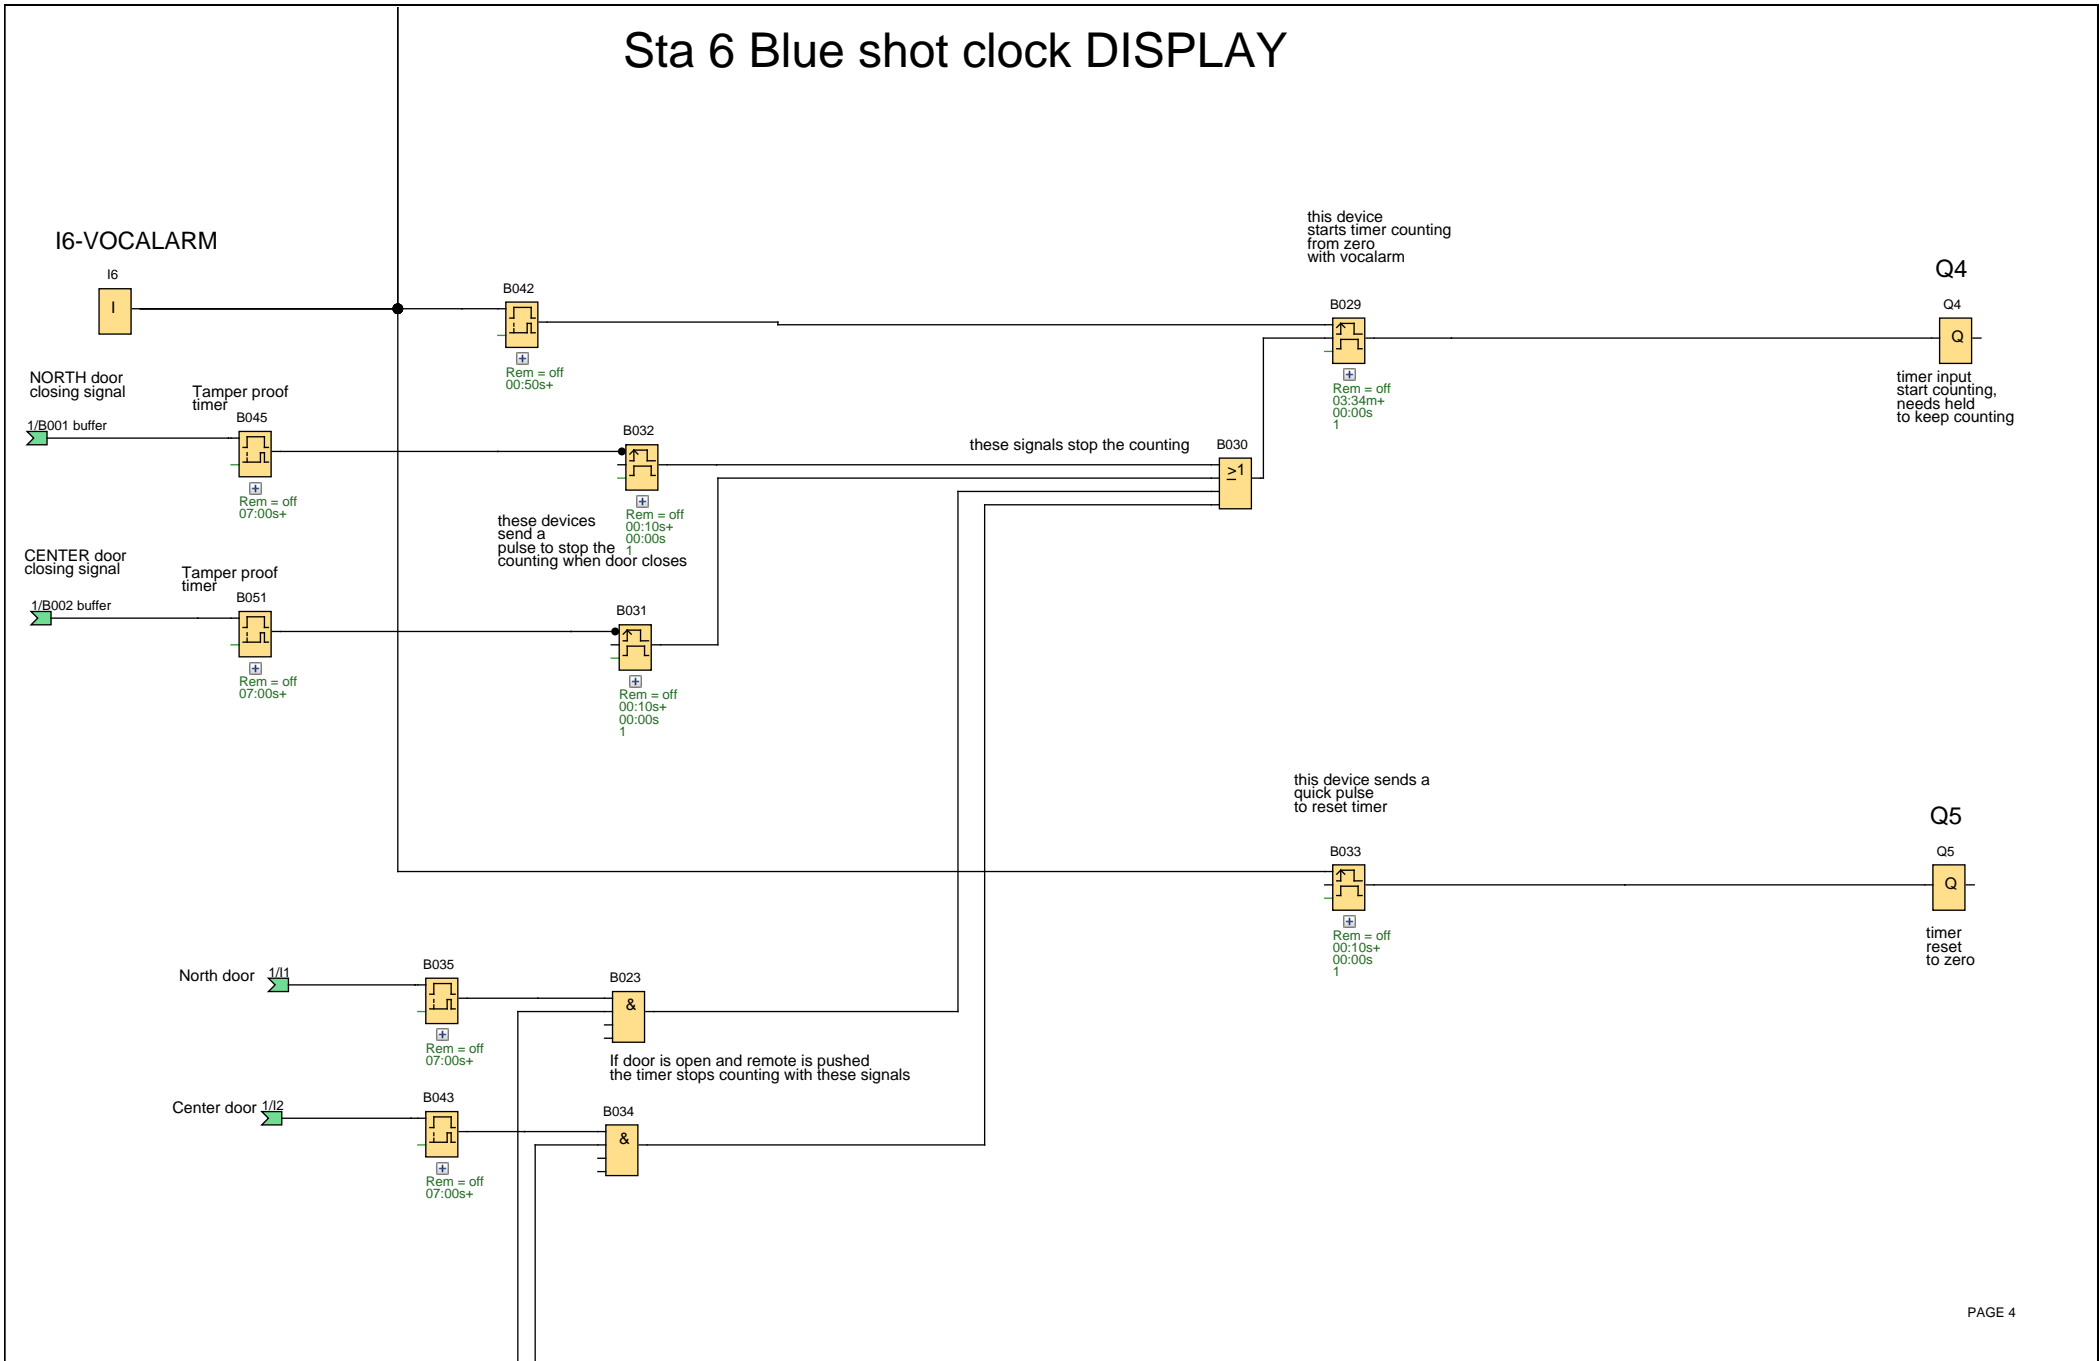 Sta 6 Blue shot clock DISPLAY
this device
starts timer counting
from zero
with vocalarm
I6-VOCALARM
I6
I
B042
Rem = off
00:50s+
B029
Rem = off
03:34m+
00:00s
1
Q4
Q4
Q
timer input
start counting,
needs held
to keep counting
NORTH door
closing signal
1/B001 buffer
Tamper proof
timer
B045
Rem = off
07:00s+
B032
Rem = off
00:10s+
00:00s
1
these signals stop the counting
B030
≥1
these devices
send a
pulse to stop the
counting when door closes
CENTER door
closing signal
1/B002 buffer
Tamper proof
timer
B051
Rem = off
07:00s+
B031
Rem = off
00:10s+
00:00s
1
this device sends a
quick pulse
to reset timer
B033
Rem = off
00:10s+
00:00s
1
Q5
Q5
Q
timer
reset
to zero
North door
1/I1
B035
Rem = off
07:00s+
B023
&
If door is open and remote is pushed
the timer stops counting with these signals
Center door
1/I2
B043
Rem = off
07:00s+
B034
&
PAGE 4